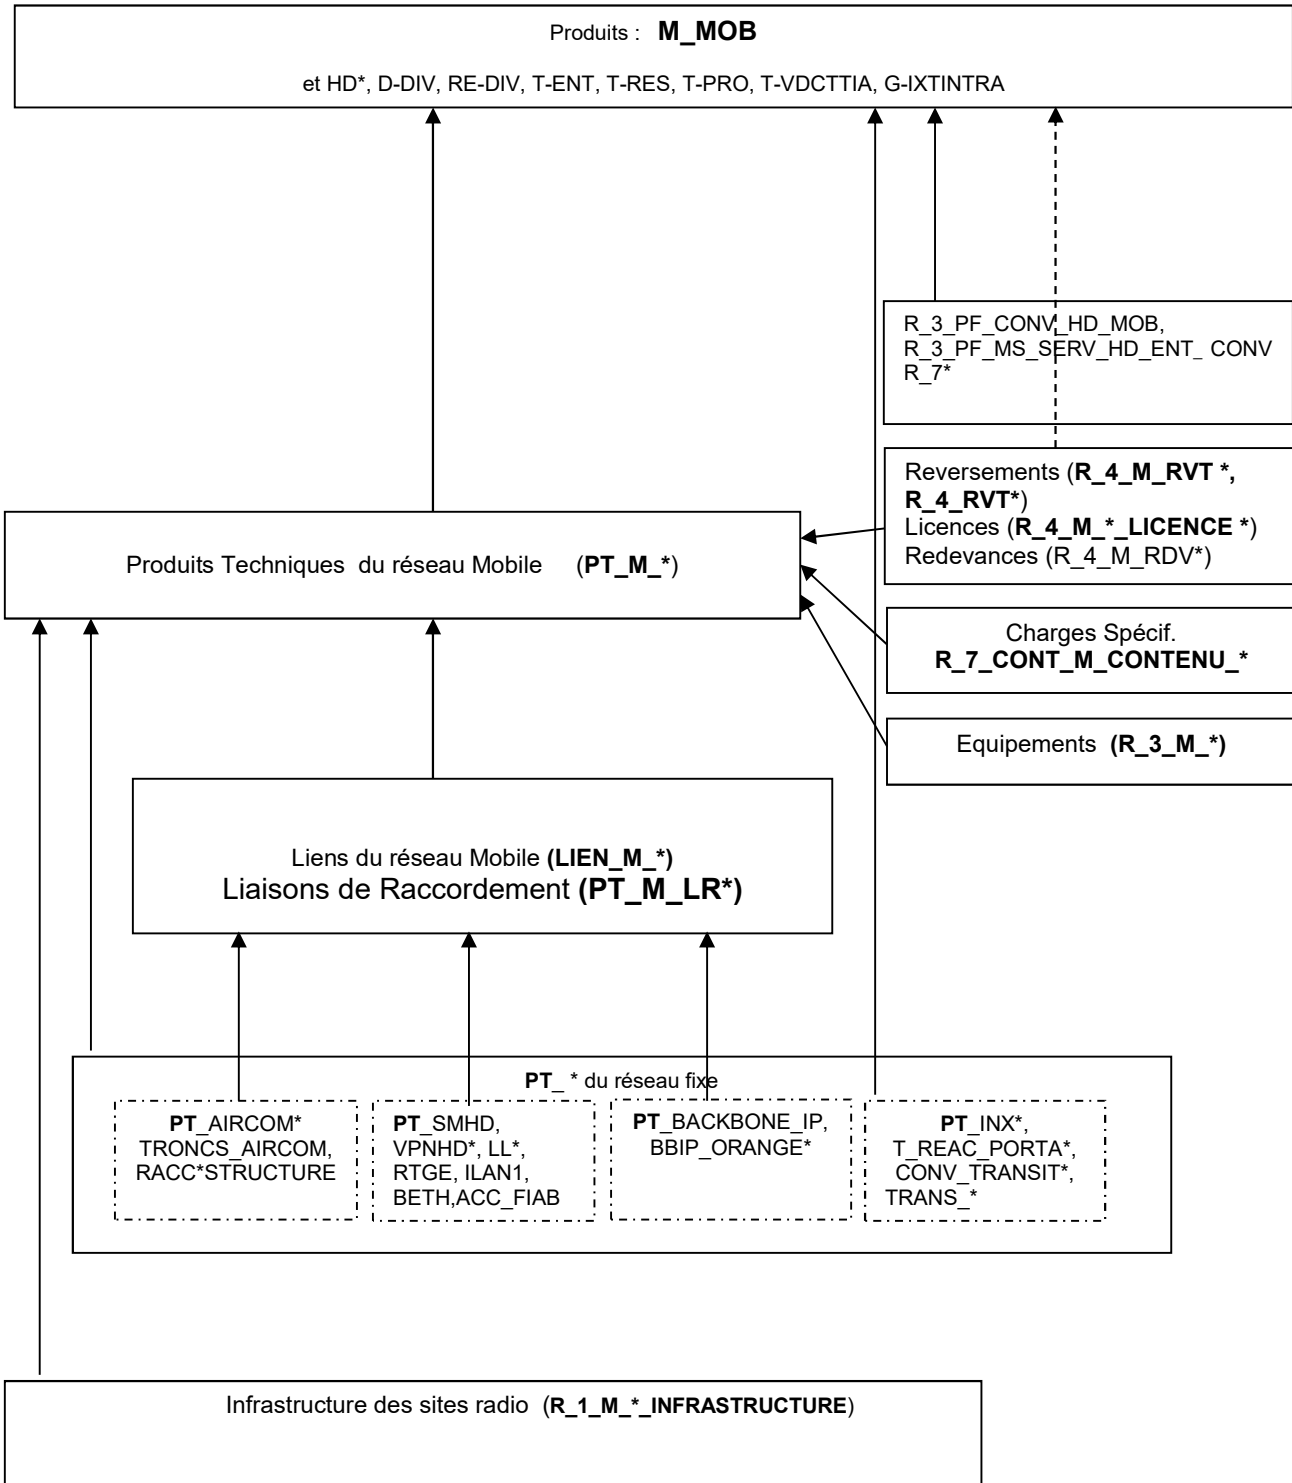 Produits : M_MOB
et HD*, D-DIV, RE-DIV, T-ENT, T-RES, T-PRO, T-VDCTTIA, G-IXTINTRA
R_3_PF_CONV_HD_MOB,
R_3_PF_MS_SERV_HD_ENT_ CONV
R_7*
Reversements (R_4_M_RVT *,
R_4_RVT*)
Licences (R_4_M_*_LICENCE *)
Redevances (R_4_M_RDV*)
Produits Techniques du réseau Mobile (PT_M_*)
Charges Spécif.
R_7_CONT_M_CONTENU_*
Equipements (R_3_M_*)
Liens du réseau Mobile (LIEN_M_*)
Liaisons de Raccordement (PT_M_LR*)
PT_ * du réseau fixe
PT_AIRCOM*
TRONCS_AIRCOM,
RACC*STRUCTURE
PT_SMHD,
VPNHD*, LL*,
RTGE, ILAN1,
BETH,ACC_FIAB
PT_BACKBONE_IP,
BBIP_ORANGE*
PT_INX*,
T_REAC_PORTA*,
CONV_TRANSIT*,
TRANS_*
Infrastructure des sites radio (R_1_M_*_INFRASTRUCTURE)